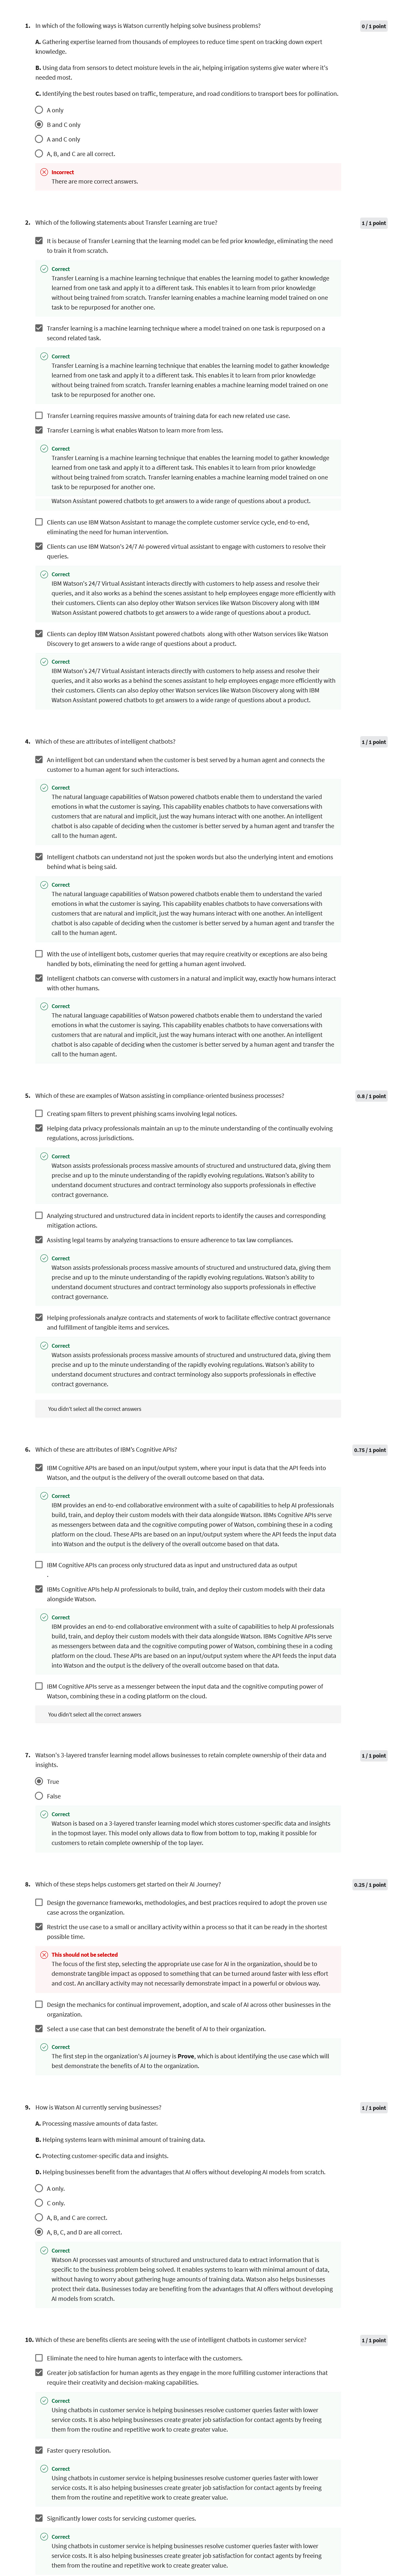 1. In which of the following ways is Watson currently helping solve business problems?
0 / 1 point
A. Gathering expertise learned from thousands of employees to reduce time spent on tracking down expert
knowledge.
B. Using data from sensors to detect moisture levels in the air, helping irrigation systems give water where it's
needed most.
C. Identifying the best routes based on traffic, temperature, and road conditions to transport bees for pollination.
A only
B and C only
A and C only
A, B, and C are all correct.
Incorrect
There are more correct answers.
2. Which of the following statements about Transfer Learning are true?
1 / 1 point
It is because of Transfer Learning that the learning model can be fed prior knowledge, eliminating the need
to train it from scratch.
Correct
Transfer Learning is a machine learning technique that enables the learning model to gather knowledge
learned from one task and apply it to a different task. This enables it to learn from prior knowledge
without being trained from scratch. Transfer learning enables a machine learning model trained on one
task to be repurposed for another one.
Transfer learning is a machine learning technique where a model trained on one task is repurposed on a
second related task.
Correct
Transfer Learning is a machine learning technique that enables the learning model to gather knowledge
learned from one task and apply it to a different task. This enables it to learn from prior knowledge
without being trained from scratch. Transfer learning enables a machine learning model trained on one
task to be repurposed for another one.
Transfer Learning requires massive amounts of training data for each new related use case.
Transfer Learning is what enables Watson to learn more from less.
Correct
Transfer Learning is a machine learning technique that enables the learning model to gather knowledge
learned from one task and apply it to a different task. This enables it to learn from prior knowledge
without being trained from scratch. Transfer learning enables a machine learning model trained on one
task to be repurposed for another one.
Watson Assistant powered chatbots to get answers to a wide range of questions about a product.
Clients can use IBM Watson Assistant to manage the complete customer service cycle, end-to-end,
eliminating the need for human intervention.
Clients can use IBM Watson's 24/7 AI-powered virtual assistant to engage with customers to resolve their
queries.
Correct
IBM Watson's 24/7 Virtual Assistant interacts directly with customers to help assess and resolve their
queries, and it also works as a behind the scenes assistant to help employees engage more efficiently with
their customers. Clients can also deploy other Watson services like Watson Discovery along with IBM
Watson Assistant powered chatbots to get answers to a wide range of questions about a product.
Clients can deploy IBM Watson Assistant powered chatbots along with other Watson services like Watson
Discovery to get answers to a wide range of questions about a product.
Correct
IBM Watson's 24/7 Virtual Assistant interacts directly with customers to help assess and resolve their
queries, and it also works as a behind the scenes assistant to help employees engage more efficiently with
their customers. Clients can also deploy other Watson services like Watson Discovery along with IBM
Watson Assistant powered chatbots to get answers to a wide range of questions about a product.
4. Which of these are attributes of intelligent chatbots?
1 / 1 point
An intelligent bot can understand when the customer is best served by a human agent and connects the
customer to a human agent for such interactions.
Correct
The natural language capabilities of Watson powered chatbots enable them to understand the varied
emotions in what the customer is saying. This capability enables chatbots to have conversations with
customers that are natural and implicit, just the way humans interact with one another. An intelligent
chatbot is also capable of deciding when the customer is better served by a human agent and transfer the
call to the human agent.
Intelligent chatbots can understand not just the spoken words but also the underlying intent and emotions
behind what is being said.
Correct
The natural language capabilities of Watson powered chatbots enable them to understand the varied
emotions in what the customer is saying. This capability enables chatbots to have conversations with
customers that are natural and implicit, just the way humans interact with one another. An intelligent
chatbot is also capable of deciding when the customer is better served by a human agent and transfer the
call to the human agent.
With the use of intelligent bots, customer queries that may require creativity or exceptions are also being
handled by bots, eliminating the need for getting a human agent involved.
Intelligent chatbots can converse with customers in a natural and implicit way, exactly how humans interact
with other humans.
Correct
The natural language capabilities of Watson powered chatbots enable them to understand the varied
emotions in what the customer is saying. This capability enables chatbots to have conversations with
customers that are natural and implicit, just the way humans interact with one another. An intelligent
chatbot is also capable of deciding when the customer is better served by a human agent and transfer the
call to the human agent.
5. Which of these are examples of Watson assisting in compliance-oriented business processes?
0.8 / 1 point
Creating spam filters to prevent phishing scams involving legal notices.
Helping data privacy professionals maintain an up to the minute understanding of the continually evolving
regulations, across jurisdictions.
Correct
Watson assists professionals process massive amounts of structured and unstructured data, giving them
precise and up to the minute understanding of the rapidly evolving regulations. Watson's ability to
understand document structures and contract terminology also supports professionals in effective
contract governance.
Analyzing structured and unstructured data in incident reports to identify the causes and corresponding
mitigation actions.
Assisting legal teams by analyzing transactions to ensure adherence to tax law compliances.
Correct
Watson assists professionals process massive amounts of structured and unstructured data, giving them
precise and up to the minute understanding of the rapidly evolving regulations. Watson's ability to
understand document structures and contract terminology also supports professionals in effective
contract governance.
Helping professionals analyze contracts and statements of work to facilitate effective contract governance
and fulfillment of tangible items and services.
Correct
Watson assists professionals process massive amounts of structured and unstructured data, giving them
precise and up to the minute understanding of the rapidly evolving regulations. Watson's ability to
understand document structures and contract terminology also supports professionals in effective
contract governance.
You didn't select all the correct answers
6. Which of these are attributes of IBM's Cognitive APIs?
0.75 / 1 point
IBM Cognitive APIs are based on an input/output system, where your input is data that the API feeds into
Watson, and the output is the delivery of the overall outcome based on that data.
Correct
IBM provides an end-to-end collaborative environment with a suite of capabilities to help AI professionals
build, train, and deploy their custom models with their data alongside Watson. IBMs Cognitive APIs serve
as messengers between data and the cognitive computing power of Watson, combining these in a coding
platform on the cloud. These APIs are based on an input/output system where the API feeds the input data
into Watson and the output is the delivery of the overall outcome based on that data.
IBM Cognitive APIs can process only structured data as input and unstructured data as output
.
IBMs Cognitive APIs help AI professionals to build, train, and deploy their custom models with their data
alongside Watson.
Correct
IBM provides an end-to-end collaborative environment with a suite of capabilities to help AI professionals
build, train, and deploy their custom models with their data alongside Watson. IBMs Cognitive APIs serve
as messengers between data and the cognitive computing power of Watson, combining these in a coding
platform on the cloud. These APIs are based on an input/output system where the API feeds the input data
into Watson and the output is the delivery of the overall outcome based on that data.
IBM Cognitive APIs serve as a messenger between the input data and the cognitive computing power of
Watson, combining these in a coding platform on the cloud.
You didn't select all the correct answers
7. Watson's 3-layered transfer learning model allows businesses to retain complete ownership of their data and
insights.
1 / 1 point
True
False
Correct
Watson is based on a 3-layered transfer learning model which stores customer-specific data and insights
in the topmost layer. This model only allows data to flow from bottom to top, making it possible for
customers to retain complete ownership of the top layer.
8. Which of these steps helps customers get started on their AI Journey?
0.25 / 1 point
Design the governance frameworks, methodologies, and best practices required to adopt the proven use
case across the organization.
Restrict the use case to a small or ancillary activity within a process so that it can be ready in the shortest
possible time.
This should not be selected
The focus of the first step, selecting the appropriate use case for AI in the organization, should be to
demonstrate tangible impact as opposed to something that can be turned around faster with less effort
and cost. An ancillary activity may not necessarily demonstrate impact in a powerful or obvious way.
Design the mechanics for continual improvement, adoption, and scale of AI across other businesses in the
organization.
Select a use case that can best demonstrate the benefit of AI to their organization.
Correct
The first step in the organization's AI journey is Prove, which is about identifying the use case which will
best demonstrate the benefits of AI to the organization.
9. How is Watson AI currently serving businesses?
1 / 1 point
A. Processing massive amounts of data faster.
B. Helping systems learn with minimal amount of training data.
C. Protecting customer-specific data and insights.
D. Helping businesses benefit from the advantages that AI offers without developing AI models from scratch.
A only.
C only.
A, B, and C are correct.
A, B, C, and D are all correct.
Correct
Watson AI processes vast amounts of structured and unstructured data to extract information that is
specific to the business problem being solved. It enables systems to learn with minimal amount of data,
without having to worry about gathering huge amounts of training data. Watson also helps businesses
protect their data. Businesses today are benefiting from the advantages that AI offers without developing
AI models from scratch.
10. Which of these are benefits clients are seeing with the use of intelligent chatbots in customer service?
1 / 1 point
Eliminate the need to hire human agents to interface with the customers.
Greater job satisfaction for human agents as they engage in the more fulfilling customer interactions that
require their creativity and decision-making capabilities.
Correct
Using chatbots in customer service is helping businesses resolve customer queries faster with lower
service costs. It is also helping businesses create greater job satisfaction for contact agents by freeing
them from the routine and repetitive work to create greater value.
Faster query resolution.
Correct
Using chatbots in customer service is helping businesses resolve customer queries faster with lower
service costs. It is also helping businesses create greater job satisfaction for contact agents by freeing
them from the routine and repetitive work to create greater value.
Significantly lower costs for servicing customer queries.
Correct
Using chatbots in customer service is helping businesses resolve customer queries faster with lower
service costs. It is also helping businesses create greater job satisfaction for contact agents by freeing
them from the routine and repetitive work to create greater value.